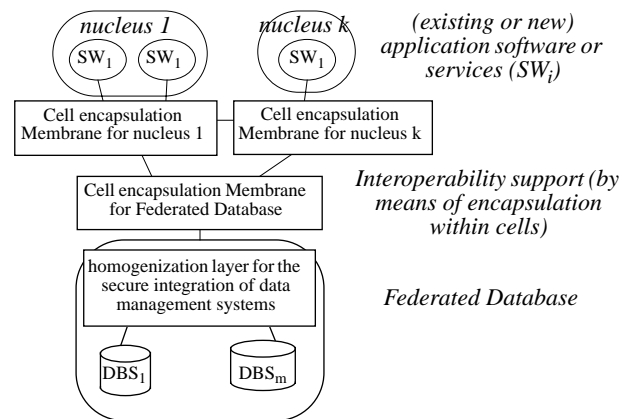 nucleus 1
nucleus k
(existing or new)
application software or
services (SWi)
SW1
SW1
SW1
Cell encapsulation
Membrane for nucleus 1
Cell encapsulation
Membrane for nucleus k
Cell encapsulation Membrane
for Federated Database
Interoperability support (by
means of encapsulation
within cells)
homogenization layer for the
secure integration of data
management systems
Federated Database
DBS1
DBSm